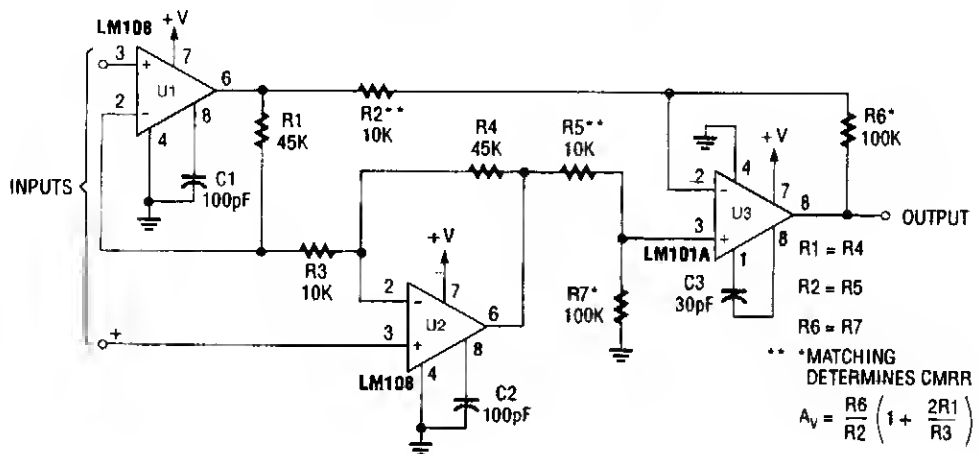 LM108
+V
3
+
7
U1
6
2
-
8
4
R1
45K
R2**
10K
C1
100pF
R4
45K
R5**
10K
R6*
100K
+V
4
2
-
7
U3
8
3
+
8
1
LM101A
OUTPUT
INPUTS
R3
10K
+V
2
-
7
U2
6
+
3
+
8
4
LM108
C2
100pF
R7*
100K
C3
30pF
R1 = R4
R2 = R5
R6 = R7
** *MATCHING
DETERMINES CMRR
AV = R6/R2 (1 + 2R1/R3)